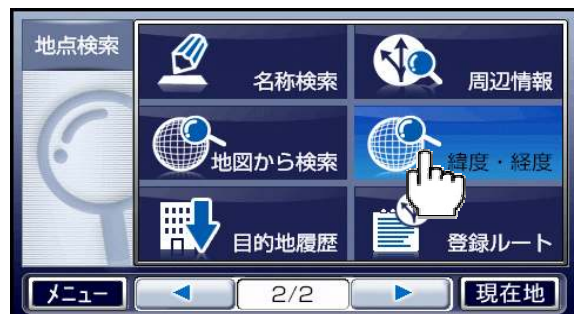 地点検索
名称検索
周辺情報
地図から検索
緯度・経度
目的地履歴
登録ルート
メニュー
2/2
現在地